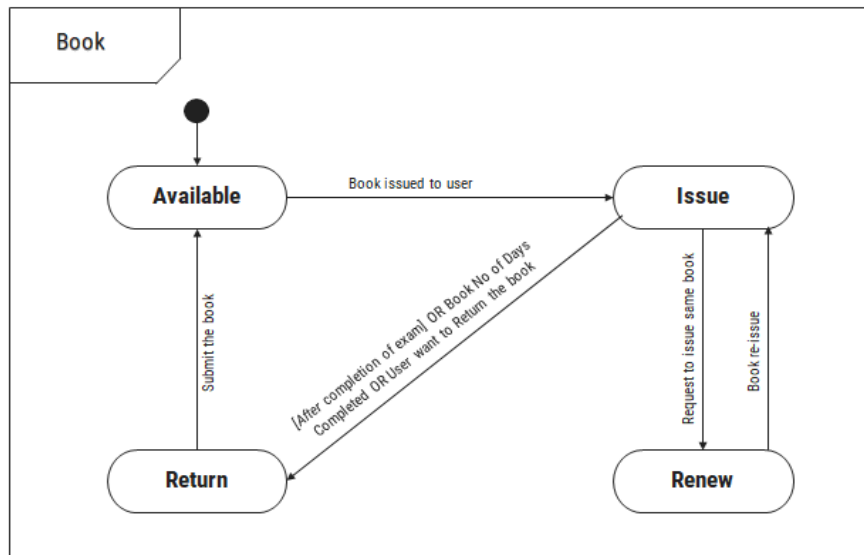 Book
Available
Book issued to user
Issue
[After completion of exam] OR Book No of Days
Completed OR User want to Return the book
Submit the book
Request to issue same book
Book re-issue
Return
Renew